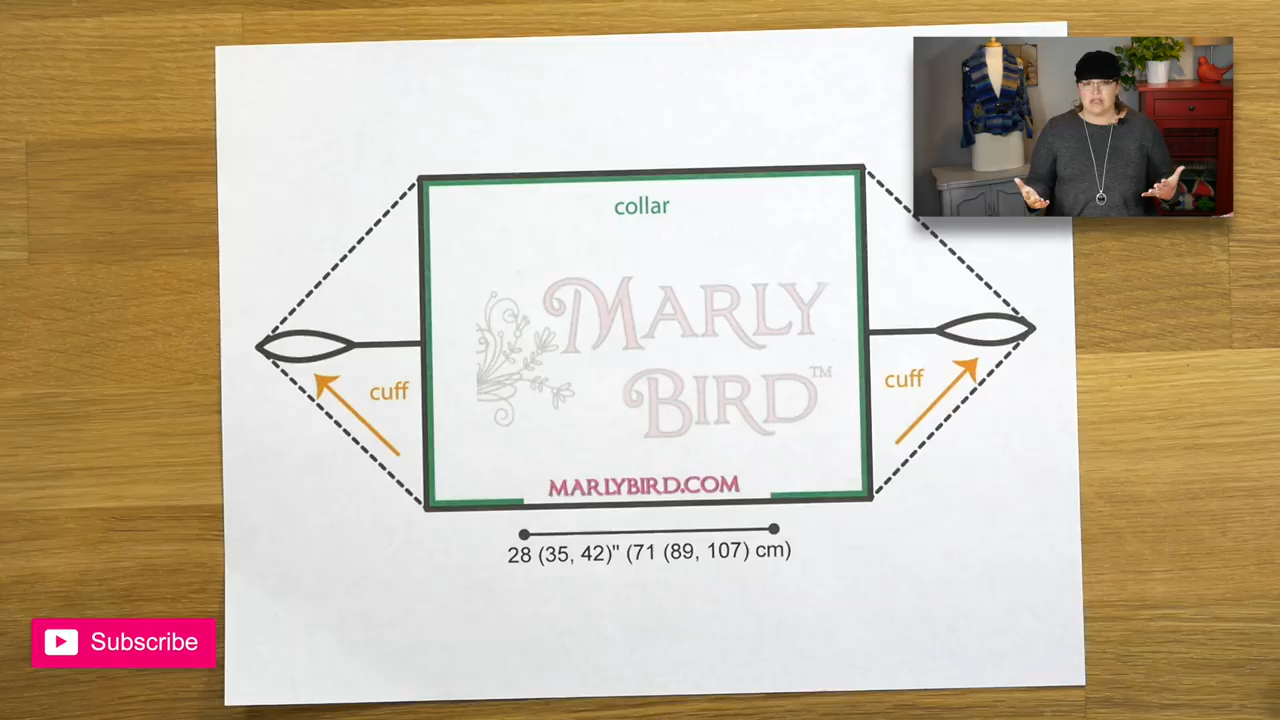 collar
MARLY
BIRD™
cuff
cuff
MARLYBIRD.COM
28 (35, 42)" (71 (89, 107) cm)
Subscribe